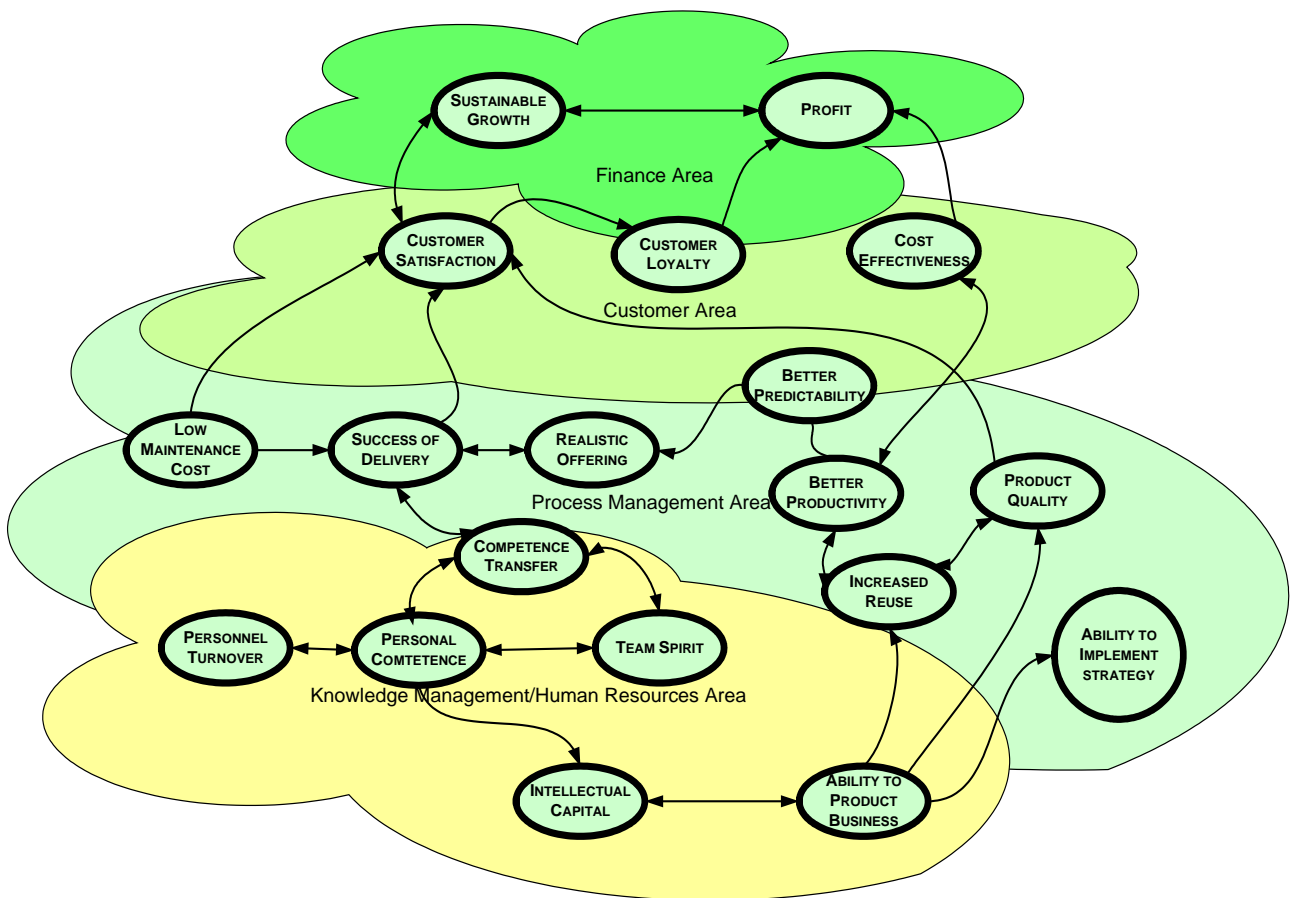 SUSTAINABLE
GROWTH
PROFIT
Finance Area
CUSTOMER
SATISFACTION
CUSTOMER
LOYALTY
COST
EFFECTIVENESS
Customer Area
BETTER
PREDICTABILITY
LOW
MAINTENANCE
COST
SUCCESS OF
DELIVERY
REALISTIC
OFFERING
BETTER
PRODUCTIVITY
PRODUCT
QUALITY
Process Management Area
COMPETENCE
TRANSFER
INCREASED
REUSE
PERSONNEL
TURNOVER
PERSONAL
COMTETENCE
TEAM SPIRIT
ABILITY TO
IMPLEMENT
STRATEGY
Knowledge Management/Human Resources Area
INTELLECTUAL
CAPITAL
ABILITY TO
PRODUCT
BUSINESS